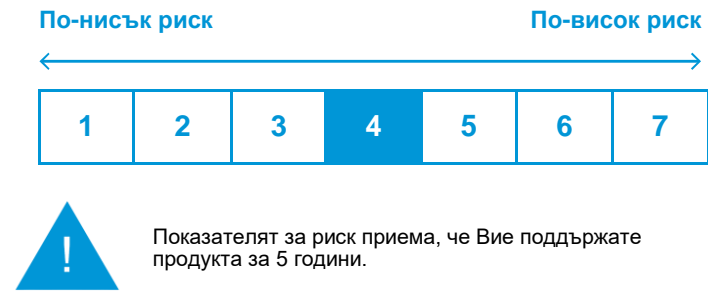 По-нисък риск По-висок риск
1 2 3 4 5 6 7
! Показателят за риск приема, че Вие поддържате
продукта за 5 години.